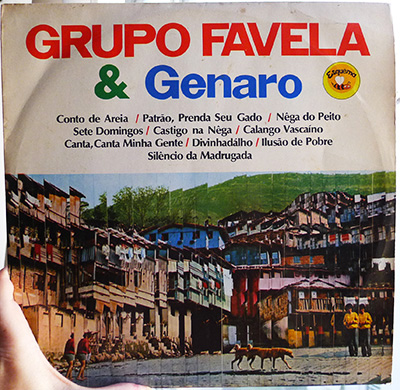 GRUPO FAVELA
& Genaro
Esquema
Conto de Areia / Patrão, Prenda Seu Gado / Nêga do Peito
Sete Domingos / Castigo na Nêga / Calango Vascaíno
Canta, Canta Minha Gente / Divinhadálho / Ilusão de Pobre
Silêncio da Madrugada